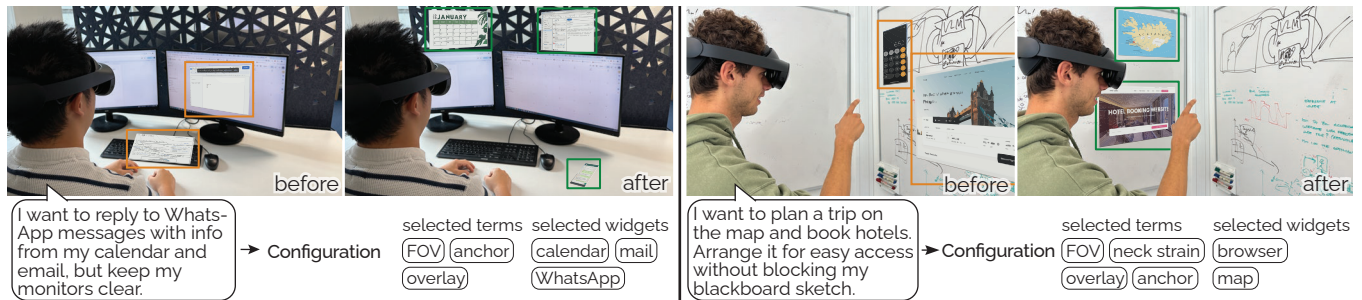 JANUARY
before
after
I want to reply to Whats-
App messages with info
from my calendar and
email, but keep my
monitors clear.
Configuration
selected terms
FOV anchor
overlay
selected widgets
calendar mail
WhatsApp
VLM
HOTEL BOOKING WEBSIT
before
after
I want to plan a trip on
the map and book hotels.
Arrange it for easy access
without blocking my
blackboard sketch.
Configuration
selected terms
FOV neck strain
overlay anchor
selected widgets
browser
map